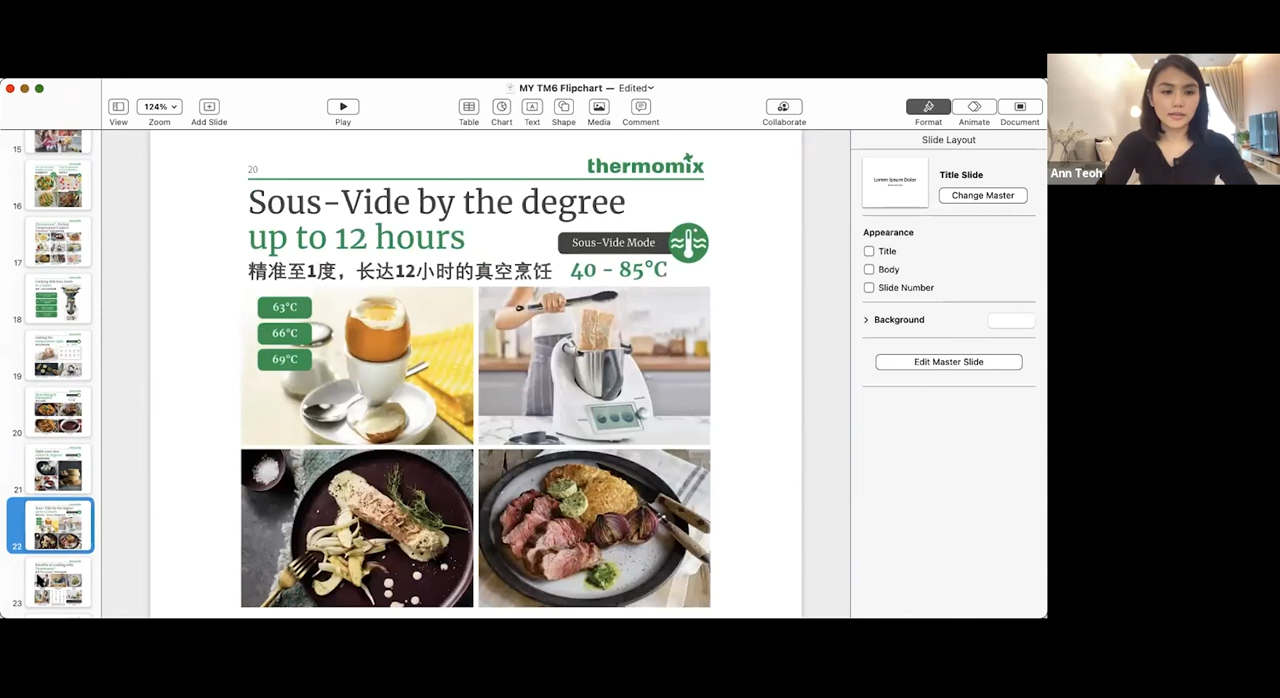 MY TM6 Flipchart — Edited
124%
View
Zoom
Add Slide
Play
Table
Chart
Text
Shape
Media
Comment
Collaborate
Format
Animate
Document
15
16
17
18
19
20
21
22
23
20
thermomix
Sous-Vide by the degree
up to 12 hours
Sous-Vide Mode
精准至1度，长达12小时的真空烹饪
40 - 85°C
63°C
66°C
69°C
Slide Layout
Lorem Ipsum Dolor
Title Slide
Change Master
Appearance
Title
Body
Slide Number
Background
Edit Master Slide
Ann Teoh